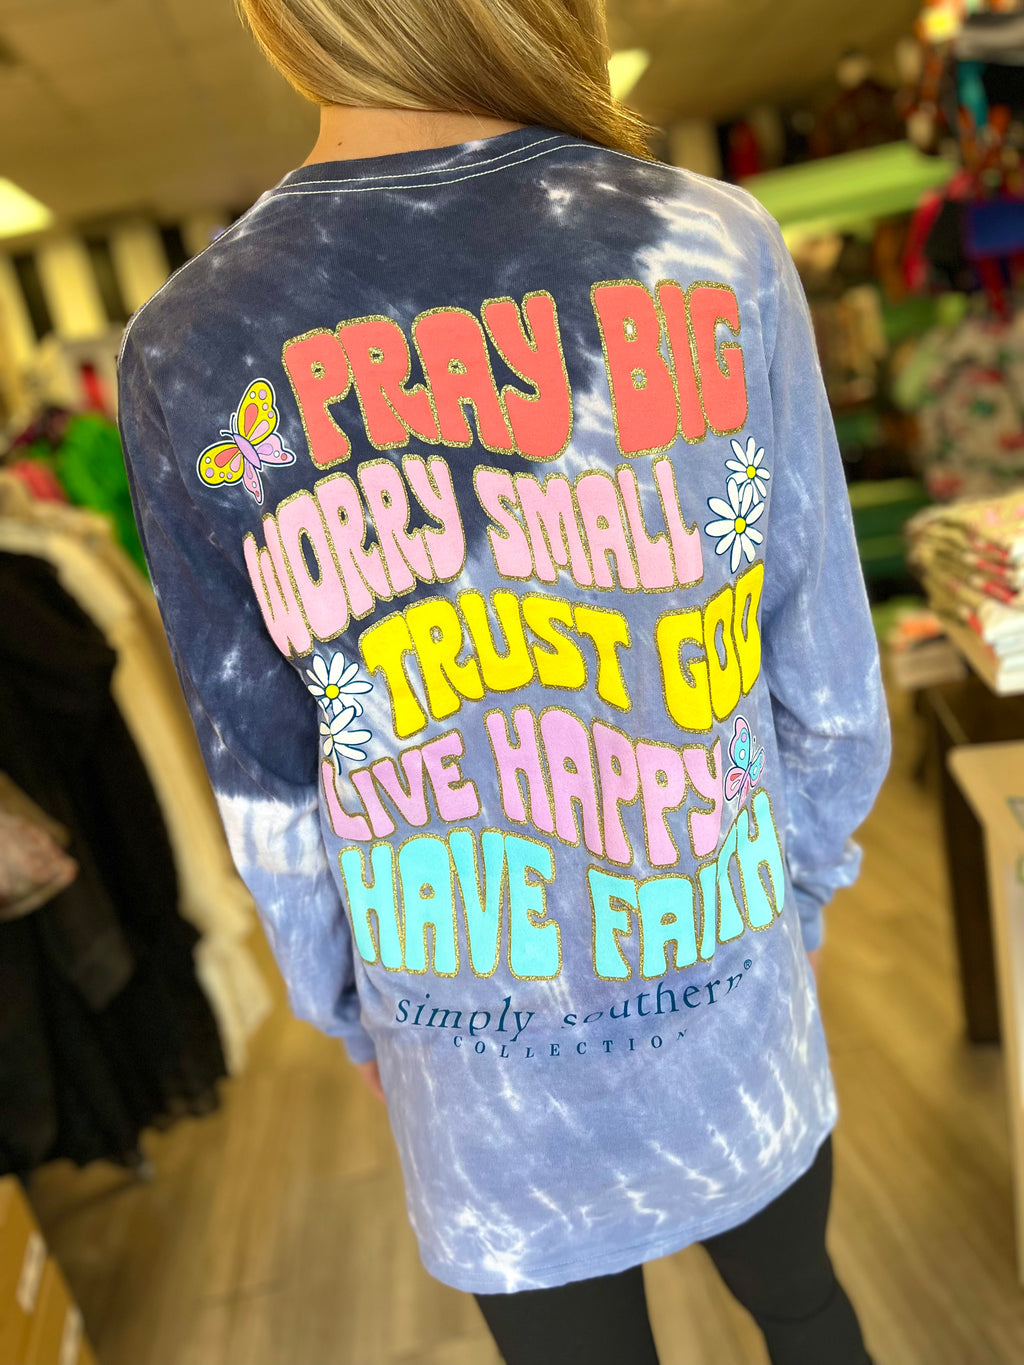 PRAY BIG
WORRY SMALL
TRUST GOD
LIVE HAPPY
HAVE FAITH
simply southern®
COLLECTION